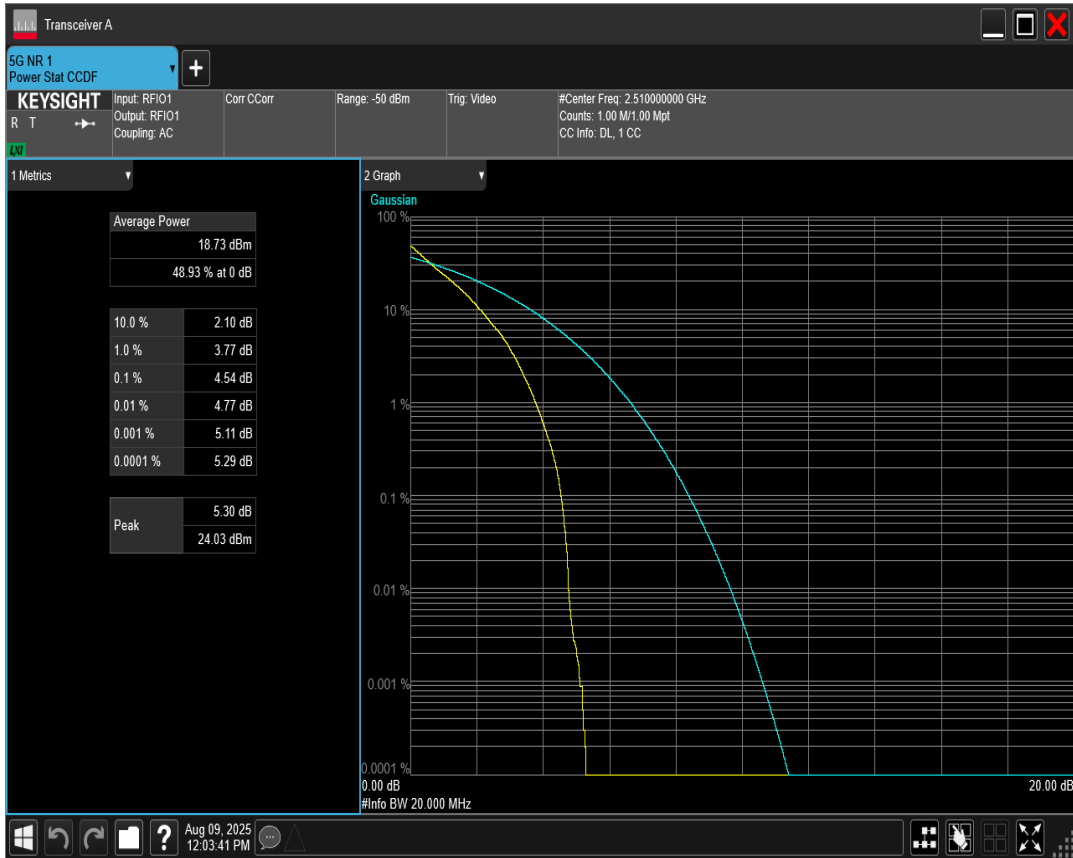 Transceiver A
5G NR 1
Power Stat CCDF
+
KEYSIGHT
R T
LXI
Input: RFIO1
Output: RFIO1
Coupling: AC
Corr CCorr
Range: -50 dBm
Trig: Video
#Center Freq: 2.510000000 GHz
Counts: 1.00 M/1.00 Mpt
CC Info: DL, 1 CC
1 Metrics
Average Power
18.73 dBm
48.93 % at 0 dB
10.0 % 2.10 dB
1.0 % 3.77 dB
0.1 % 4.54 dB
0.01 % 4.77 dB
0.001 % 5.11 dB
0.0001 % 5.29 dB
Peak
5.30 dB
24.03 dBm
2 Graph
Gaussian
100 %
10 %
1 %
0.1 %
0.01 %
0.001 %
0.0001 %
0.00 dB 20.00 dB
#Info BW 20.000 MHz
?
Aug 09, 2025
12:03:41 PM